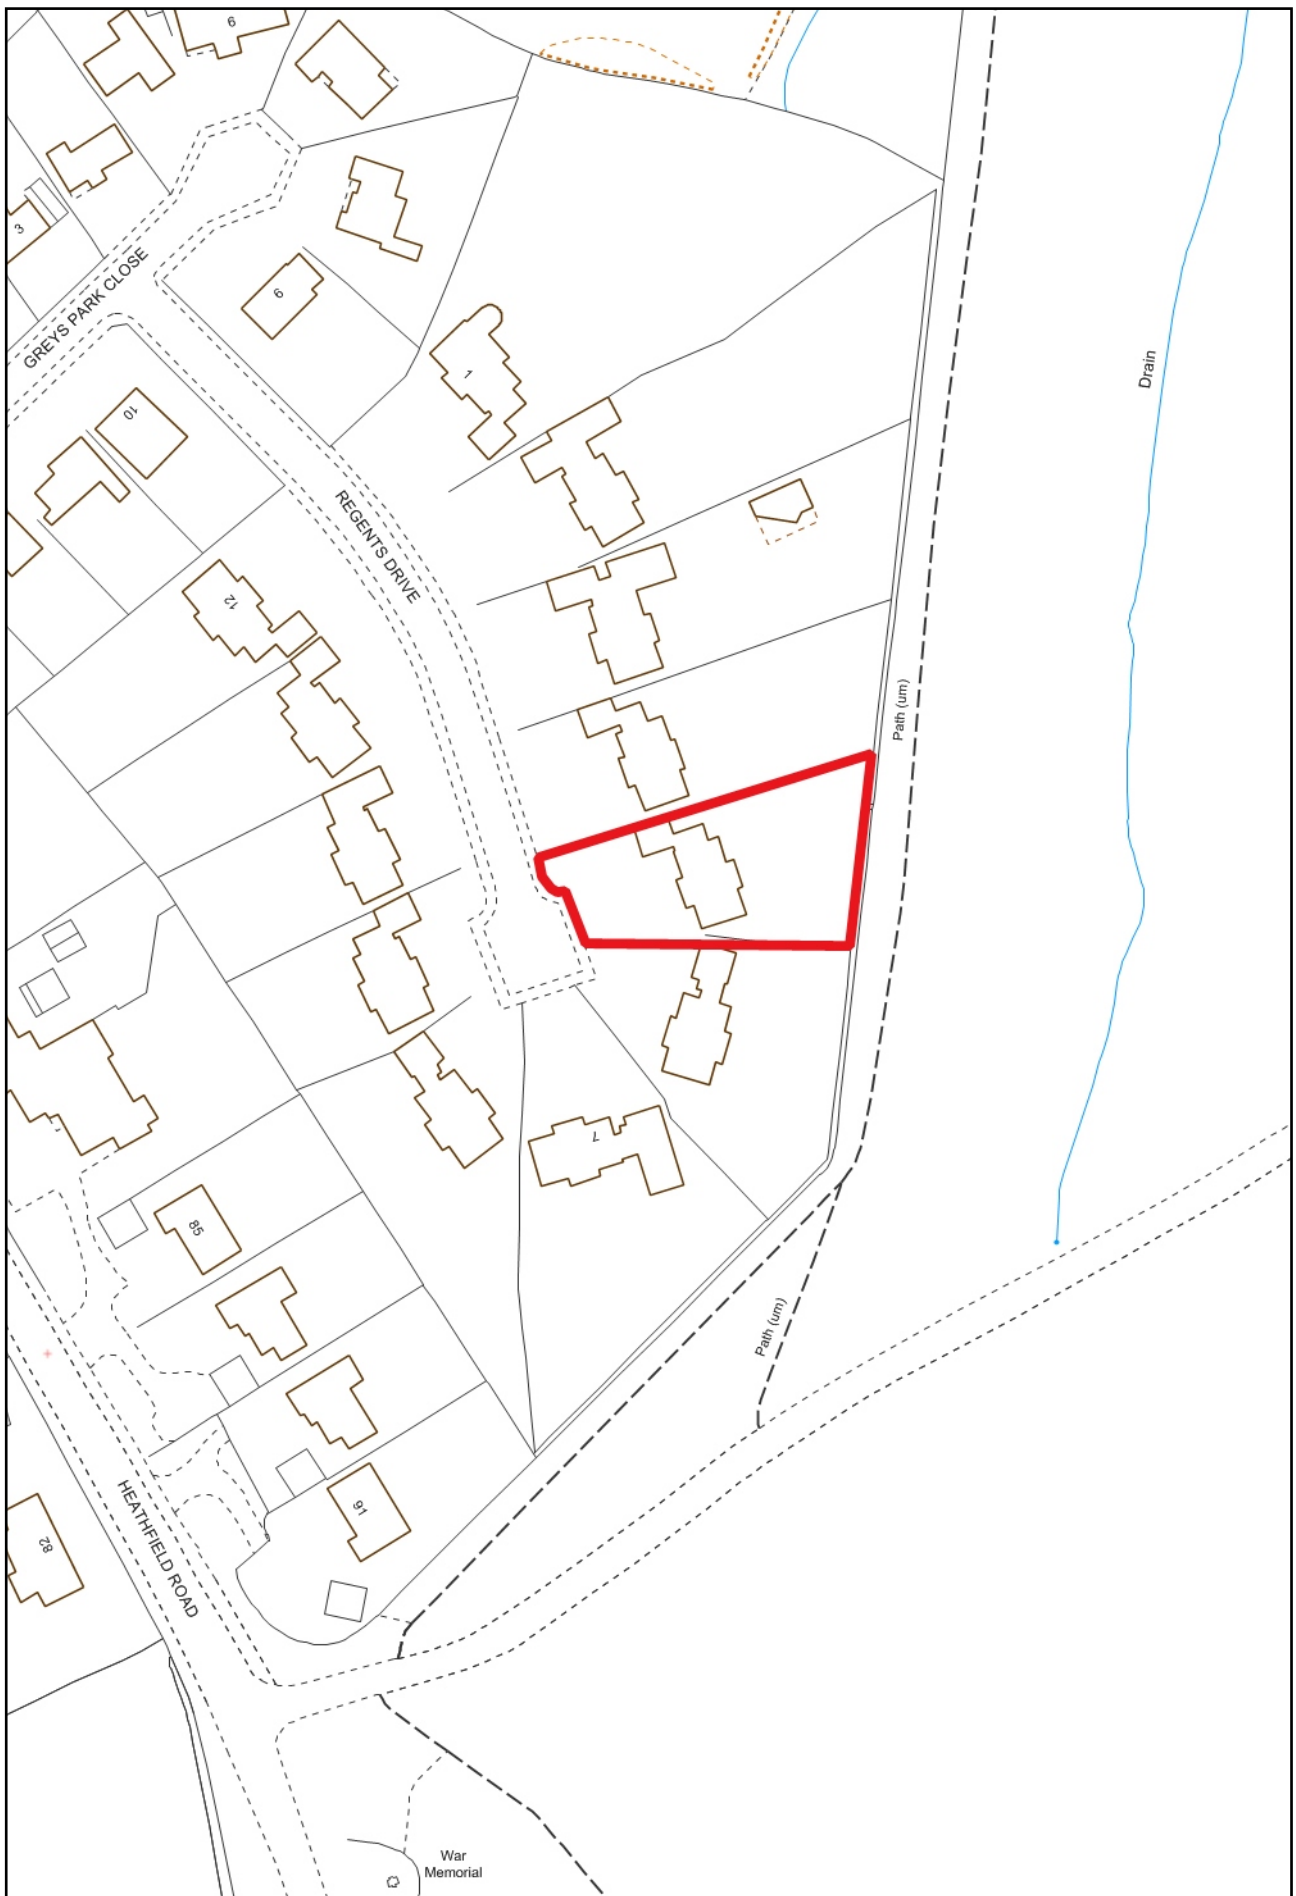 9
3
GREYS PARK CLOSE
6
1
10
Drain
REGENTS DRIVE
12
Path (um)
7
85
Path (um)
91
HEATHFIELD ROAD
82
War
Memorial